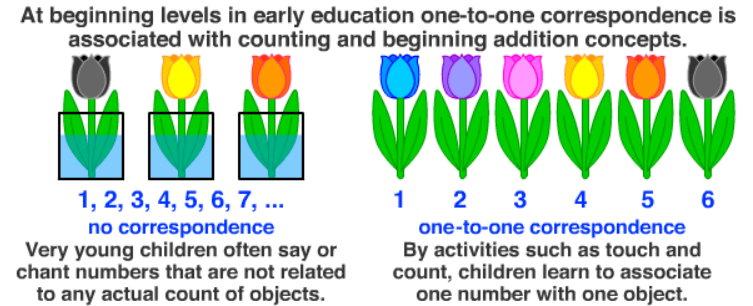 At beginning levels in early education one-to-one correspondence is
associated with counting and beginning addition concepts.
1, 2, 3, 4, 5, 6, 7, ...
no correspondence
Very young children often say or
chant numbers that are not related
to any actual count of objects.
1 2 3 4 5 6
one-to-one correspondence
By activities such as touch and
count, children learn to associate
one number with one object.